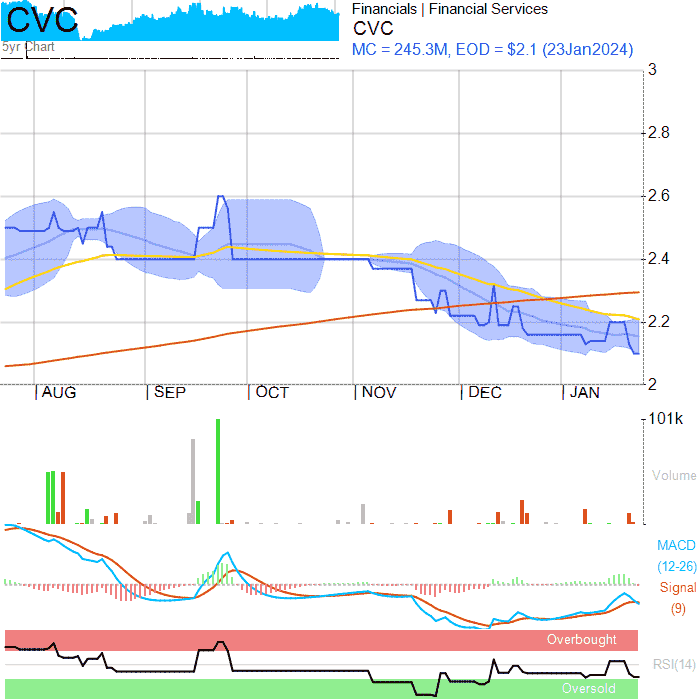 CVC
5yr Chart
Financials | Financial Services
CVC
MC = 245.3M, EOD = $2.1 (23Jan2024)
3
2.8
2.6
2.4
2.2
2
AUG SEP OCT NOV DEC JAN
101k
Volume
MACD
(12-26)
Signal
(9)
Overbought
RSI(14)
Oversold